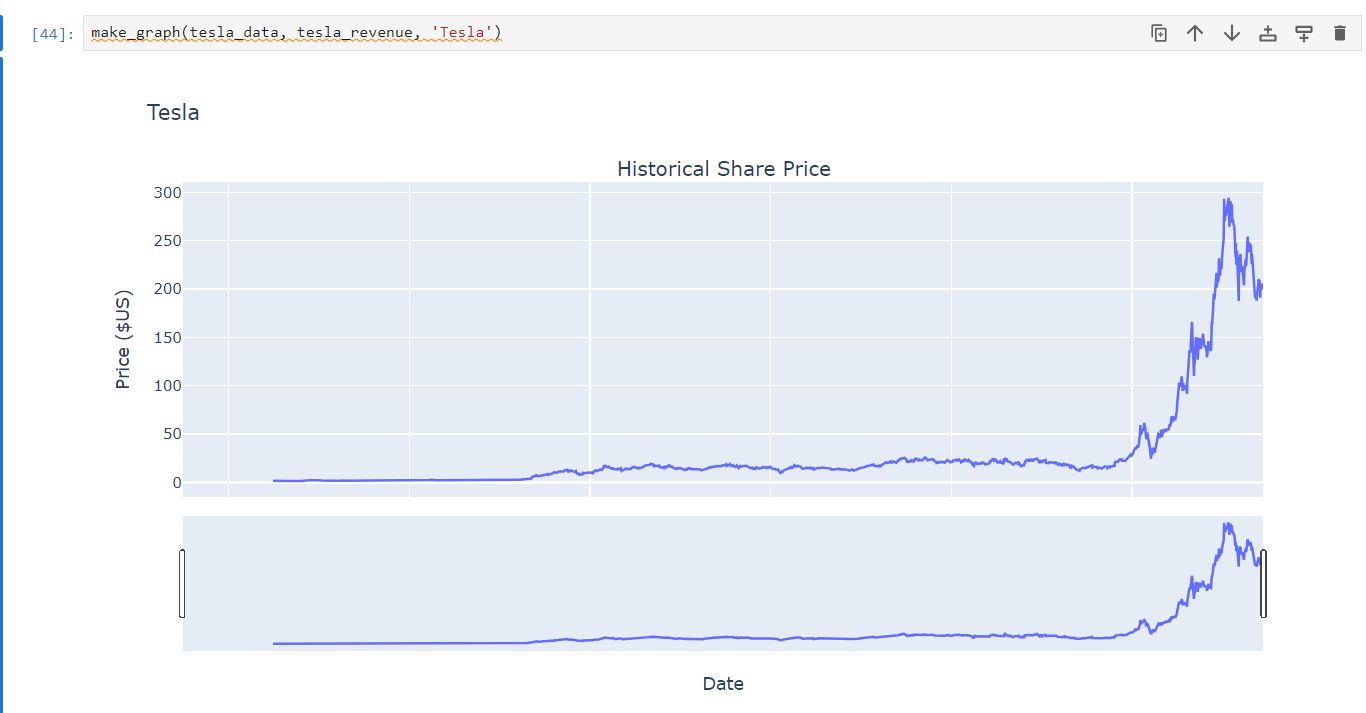 [44]: make_graph(tesla_data, tesla_revenue, 'Tesla')
Tesla
Historical Share Price
300
250
200
150
100
50
0
Price ($US)
Date